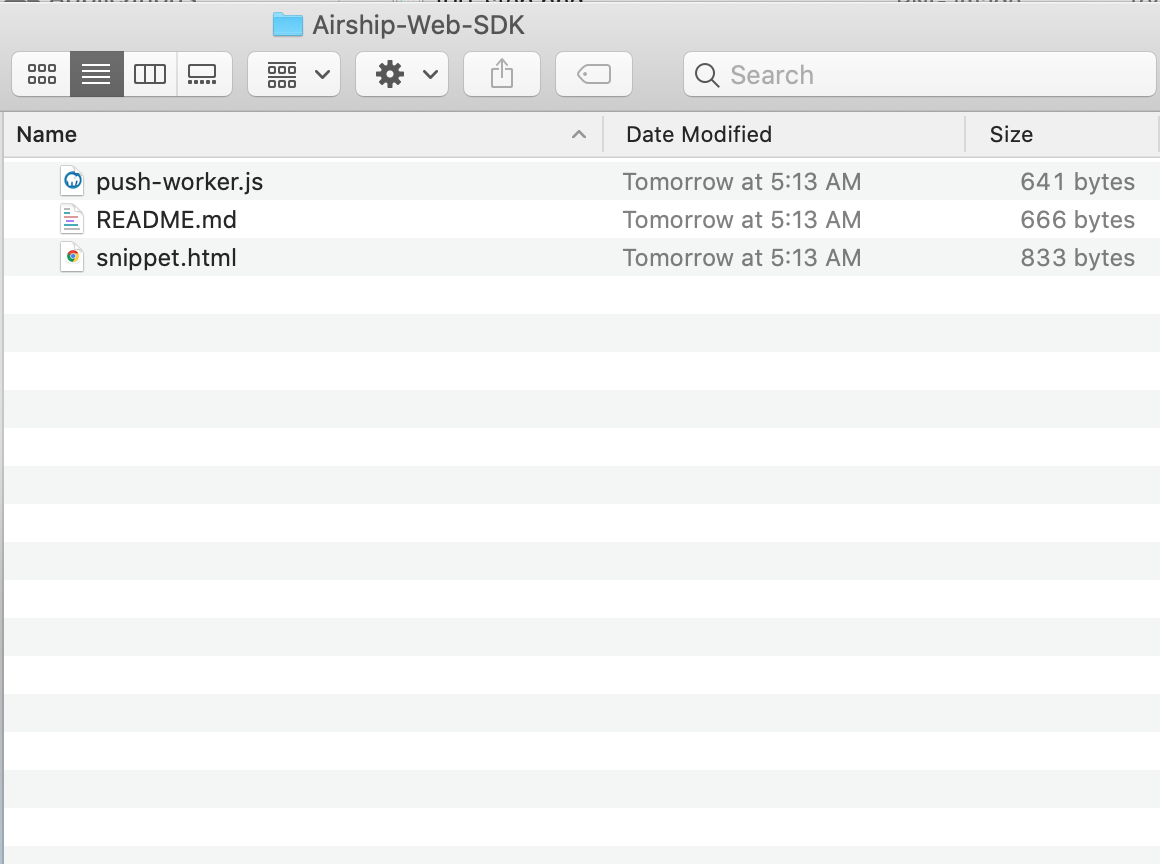 Airship-Web-SDK
Search
Name Date Modified Size
push-worker.js Tomorrow at 5:13 AM 641 bytes
README.md Tomorrow at 5:13 AM 666 bytes
snippet.html Tomorrow at 5:13 AM 833 bytes